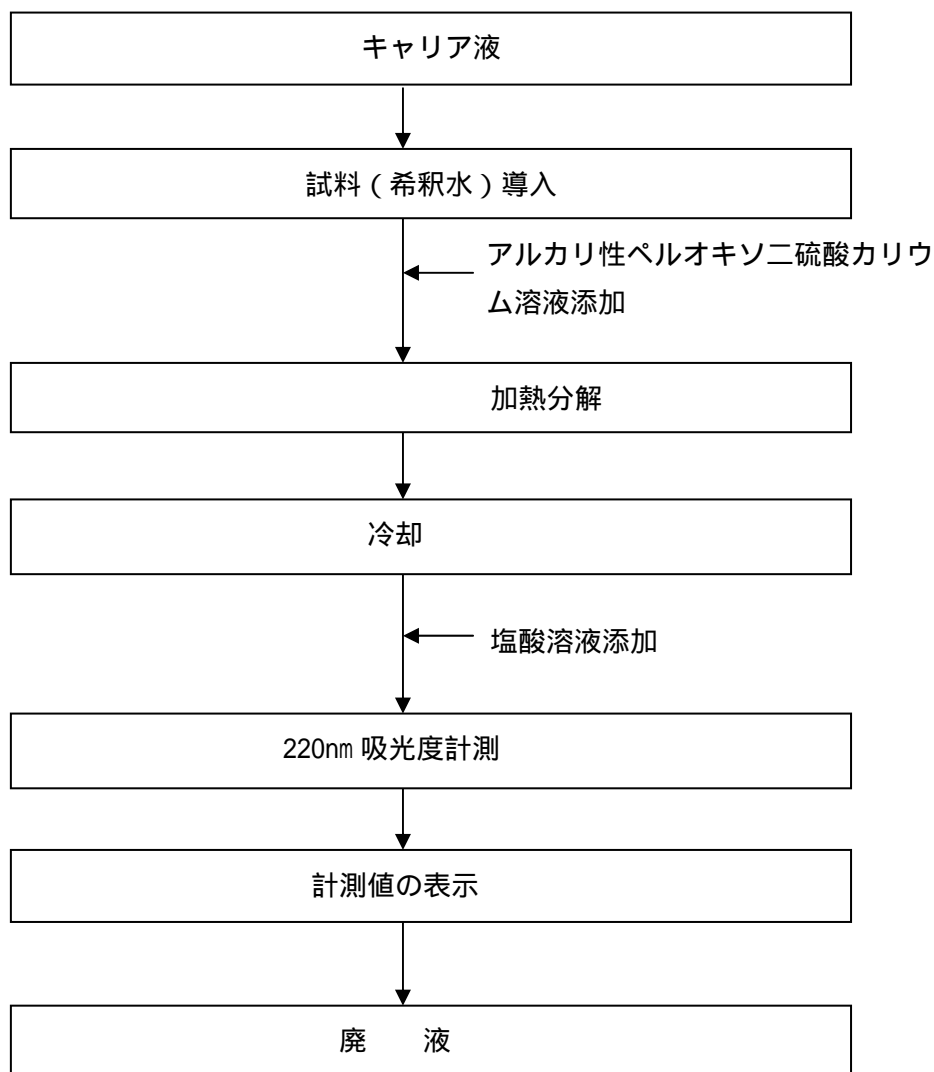 キャリア液
試料（希釈水）導入
アルカリ性ペルオキソ二硫酸カリウ
ム溶液添加
加熱分解
冷却
塩酸溶液添加
220nm 吸光度計測
計測値の表示
廃　　液